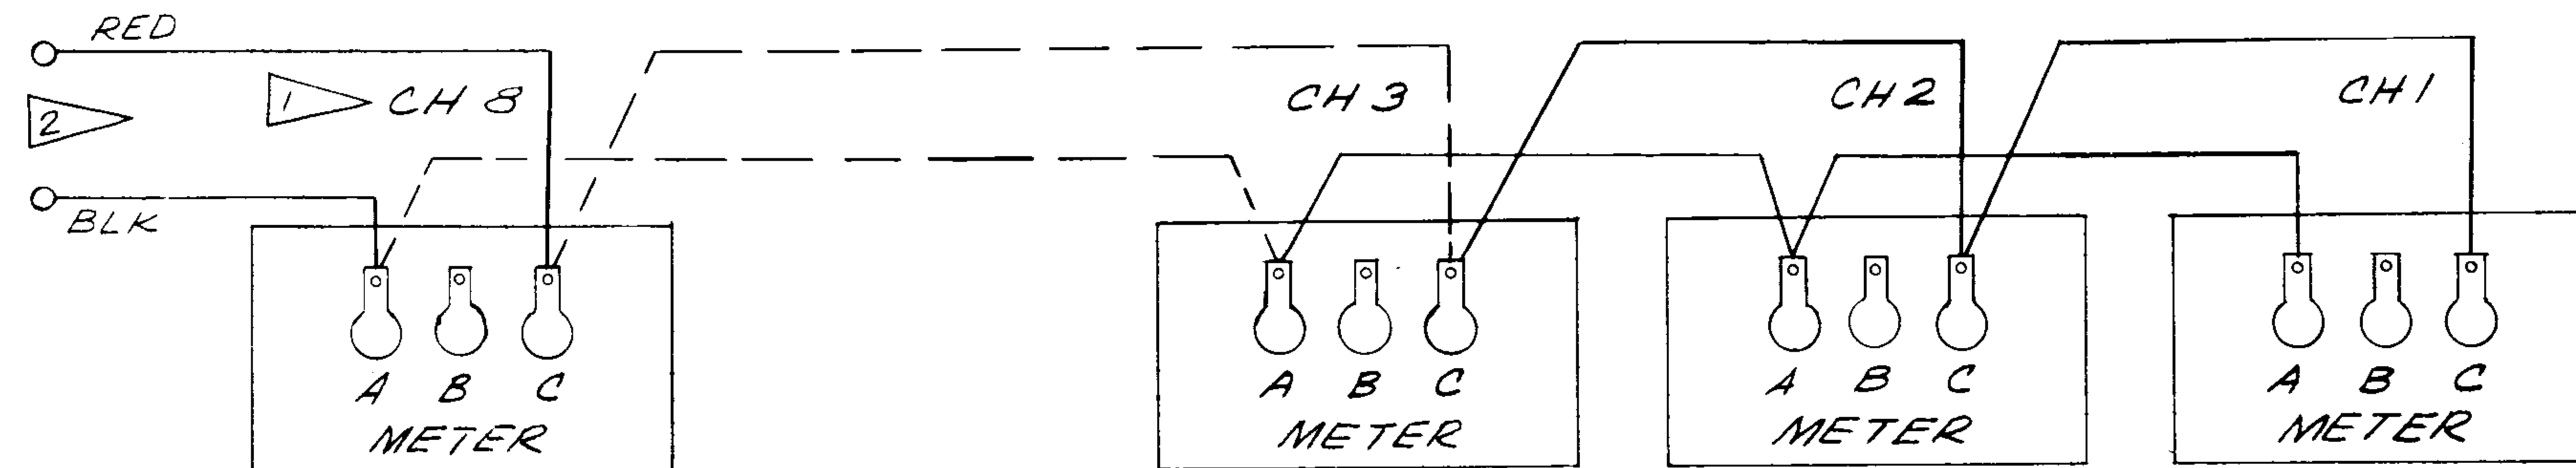 RED
1 CH 8 CH 3 CH 2 CH 1
2
BLK
A B C A B C A B C A B C
METER METER METER METER